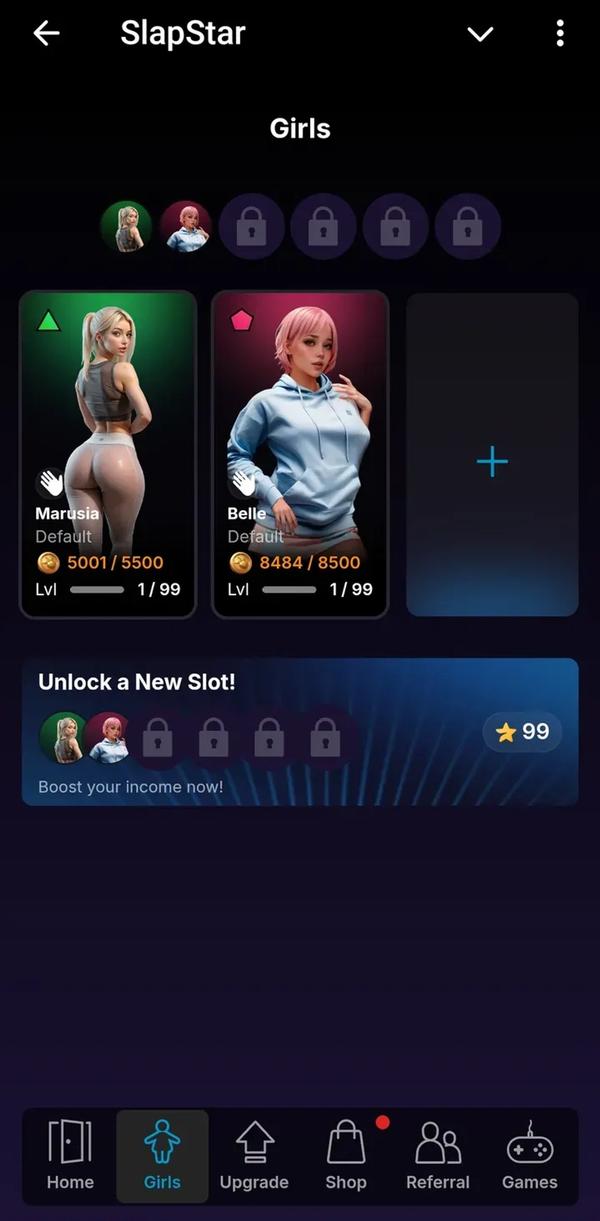 SlapStar
Girls
Marusia
Default
5001 / 5500
Lvl 1 / 99
Belle
Default
8484 / 8500
Lvl 1 / 99
Unlock a New Slot!
99
Boost your income now!
Home
Girls
Upgrade
Shop
Referral
Games